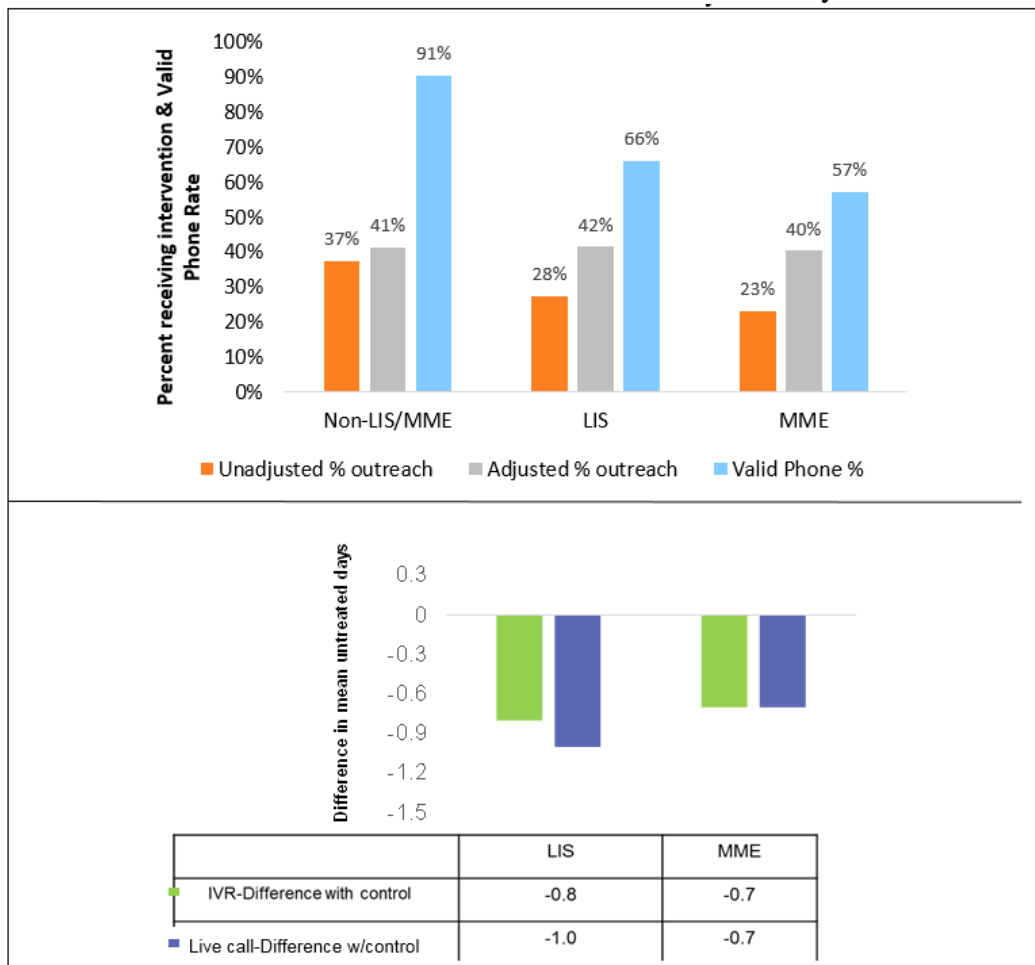 100%
90%
80%
70%
60%
50%
40%
30%
20%
10%
0%
Percent receiving intervention & Valid
Phone Rate
37%
41%
91%
28%
42%
66%
23%
40%
57%
Non-LIS/MME
LIS
MME
Unadjusted % outreach
Adjusted % outreach
Valid Phone %
Difference in mean untreated days
0.3
0
-0.3
-0.6
-0.9
-1.2
-1.5
LIS MME
IVR-Difference with control -0.8 -0.7
Live call-Difference w/control -1.0 -0.7